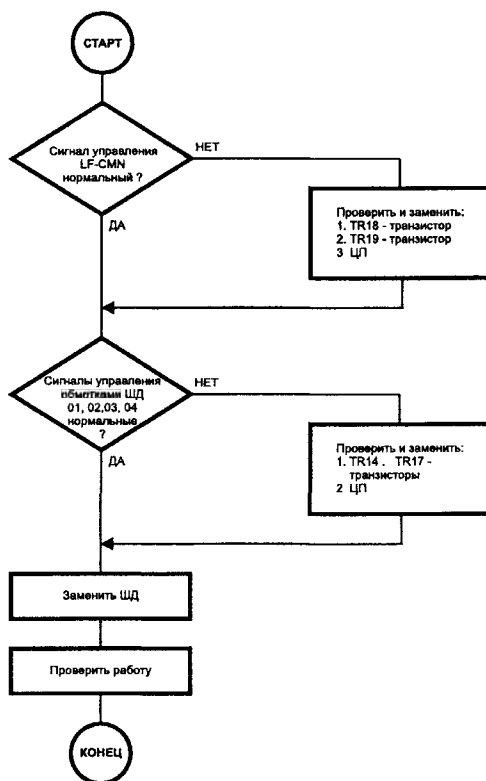 СТАРТ
Сигнал управления
LF-CMN
нормальный ?
НЕТ
ДА
Проверить и заменить:
1. TR18 - транзистор
2. TR19 - транзистор
3 ЦП
Сигналы управления
обмотками ШД
01, 02,03, 04
нормальные
?
НЕТ
ДА
Проверить и заменить:
1. TR14 . TR17 -
транзисторы
2 ЦП
Заменить ШД
Проверить работу
КОНЕЦ